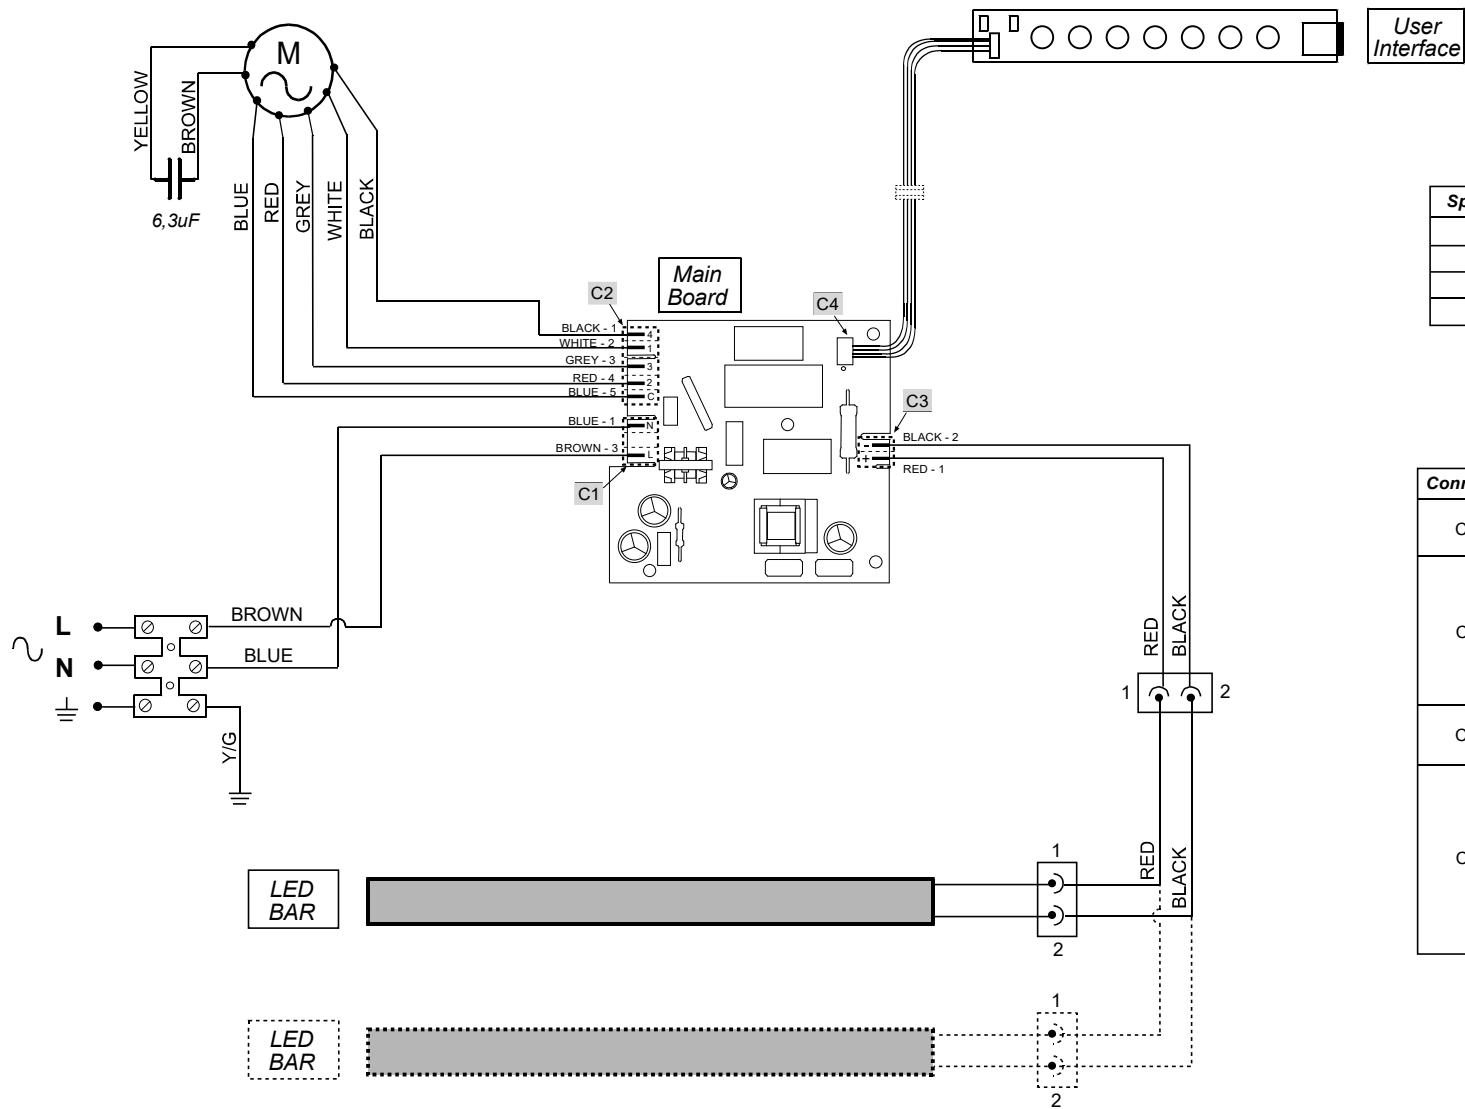 M
YELLOW
BROWN
6,3uF
BLUE
RED
GREY
WHITE
BLACK
User
Interface
Main
Board
C2
C4
BLACK - 1
4
WHITE - 2
1
GREY - 3
3
RED - 4
2
BLUE - 5
C
BLUE - 1
N
BROWN - 3
L
C1
C3
-
BLACK - 2
+
RED - 1
L
BROWN
N
BLUE
Y/G
RED
BLACK
1
2
RED
BLACK
LED
BAR
1
2
LED
BAR
1
2
Sp
Conn
C
C
C
C